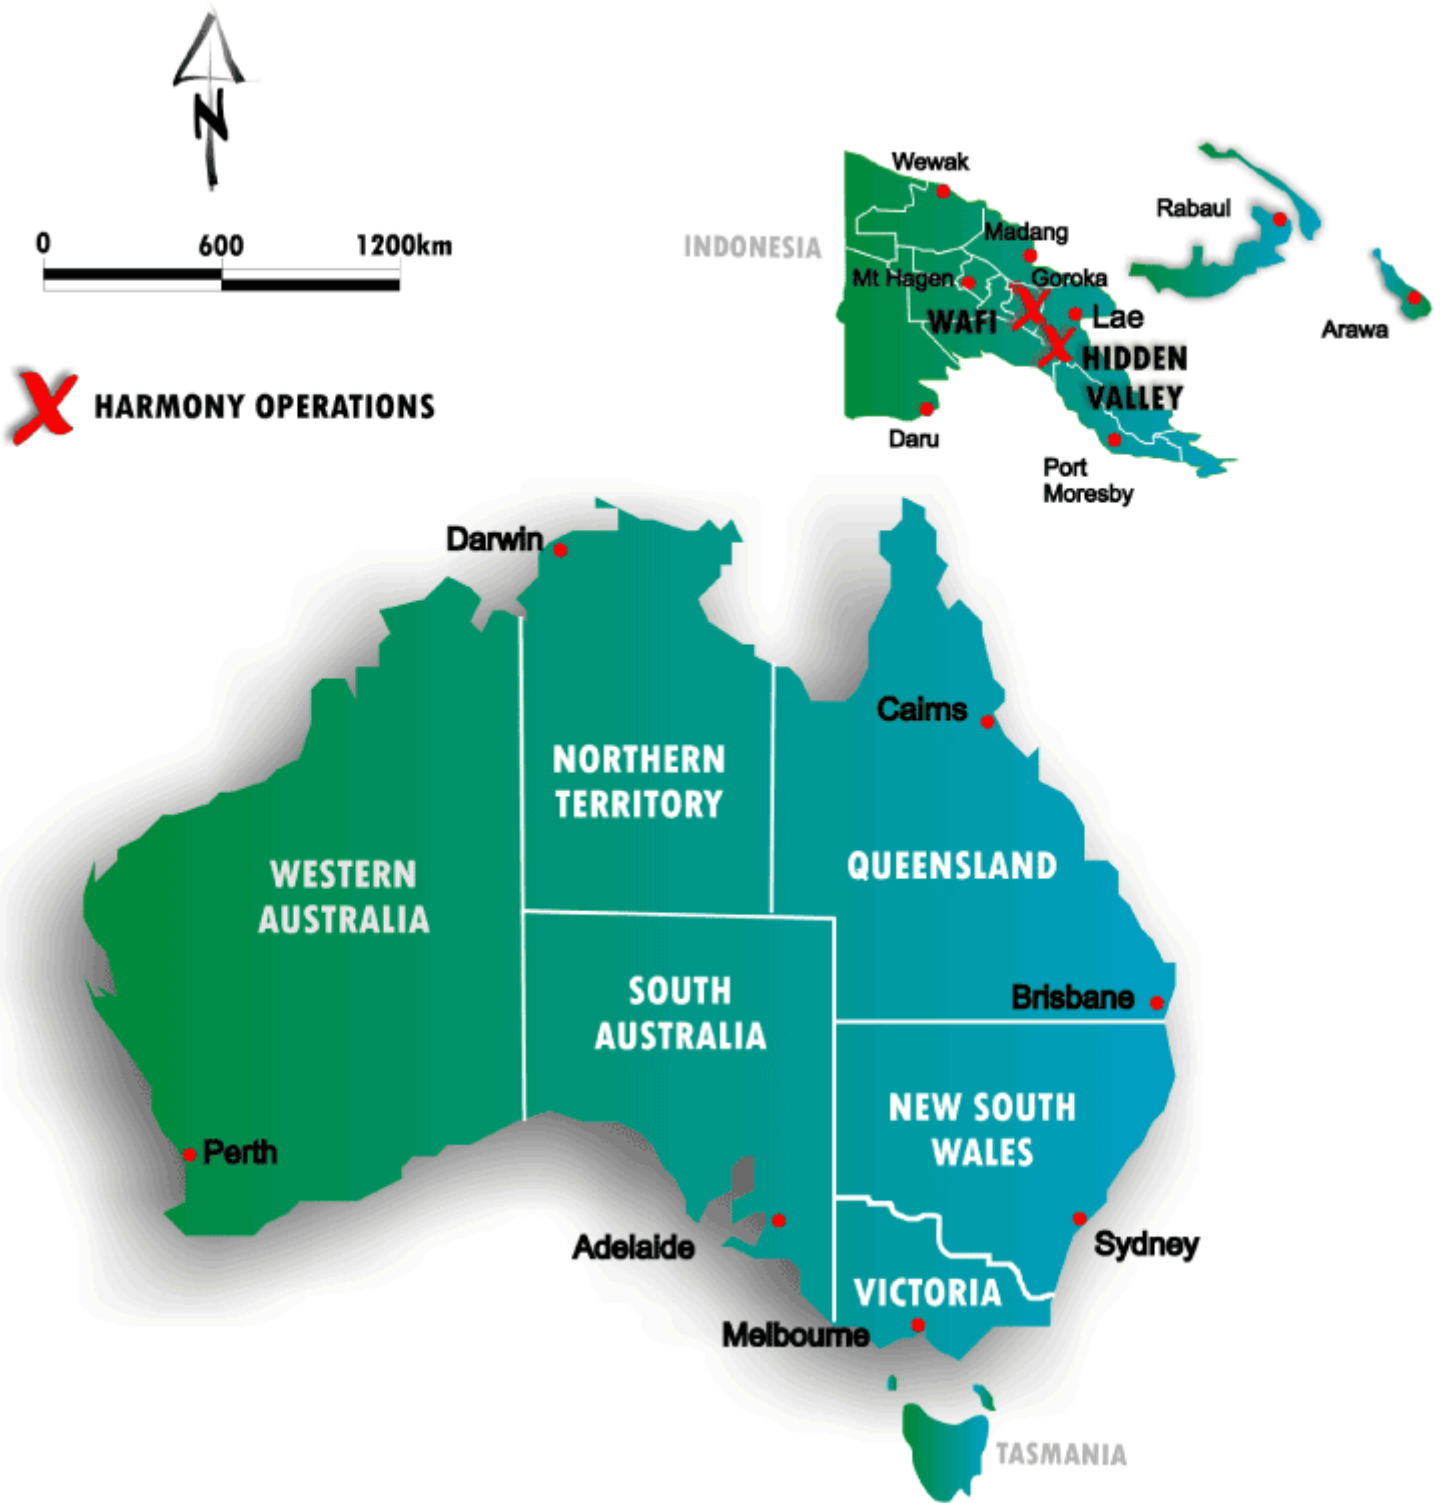 N
0 600 1200km
HARMONY OPERATIONS
INDONESIA
Wewak
Madang
Mt Hagen
Goroka
WAFI
Lae
HIDDEN
VALLEY
Daru
Port
Moresby
Rabaul
Arawa
Darwin
Cairns
NORTHERN
TERRITORY
QUEENSLAND
WESTERN
AUSTRALIA
SOUTH
AUSTRALIA
Brisbane
NEW SOUTH
WALES
Perth
Adelaide
Sydney
VICTORIA
Melbourne
TASMANIA